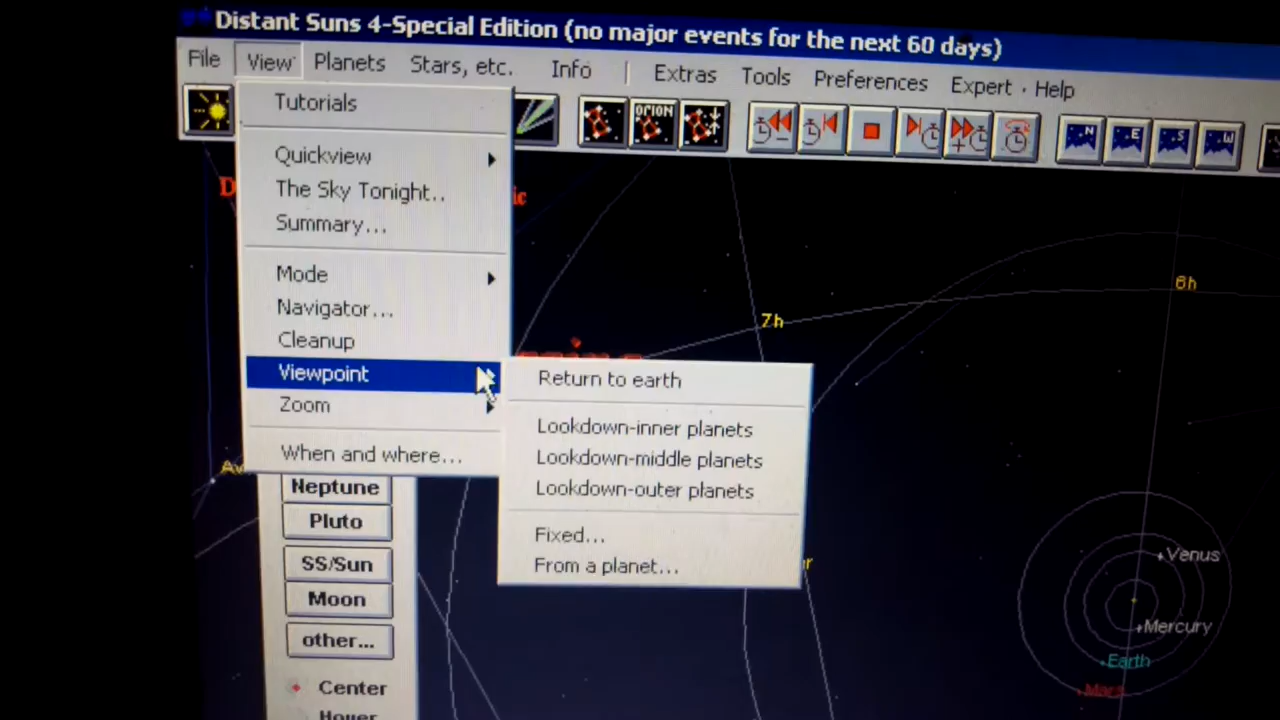 Distant Suns 4-Special Edition (no major events for the next 60 days)
File View Planets Stars, etc. Info Extras Tools Preferences Expert Help
ORION
N E S W
Tutorials
Quickview
The Sky Tonight..
Summary...
Mode
Navigator...
Cleanup
Viewpoint
Zoom
When and where...
Return to earth
Lookdown-inner planets
Lookdown-middle planets
Lookdown-outer planets
Fixed...
From a planet...
7h
6h
Neptune
Pluto
SS/Sun
Moon
other...
Center
Hover
Venus
Mercury
Earth
Mars